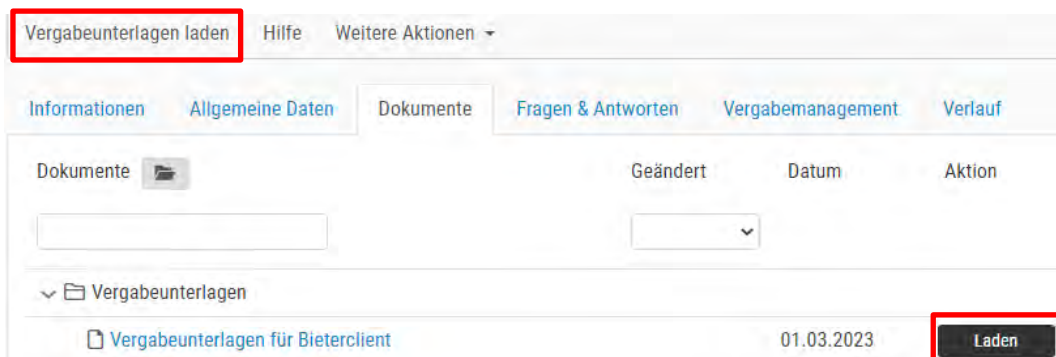 Vergabeunterlagen laden Hilfe Weitere Aktionen
Informationen Allgemeine Daten Dokumente Fragen & Antworten Vergabemanagement Verlauf
Dokumente Geändert Datum Aktion
Vergabeunterlagen
Vergabeunterlagen für Bieterclient 01.03.2023 Laden